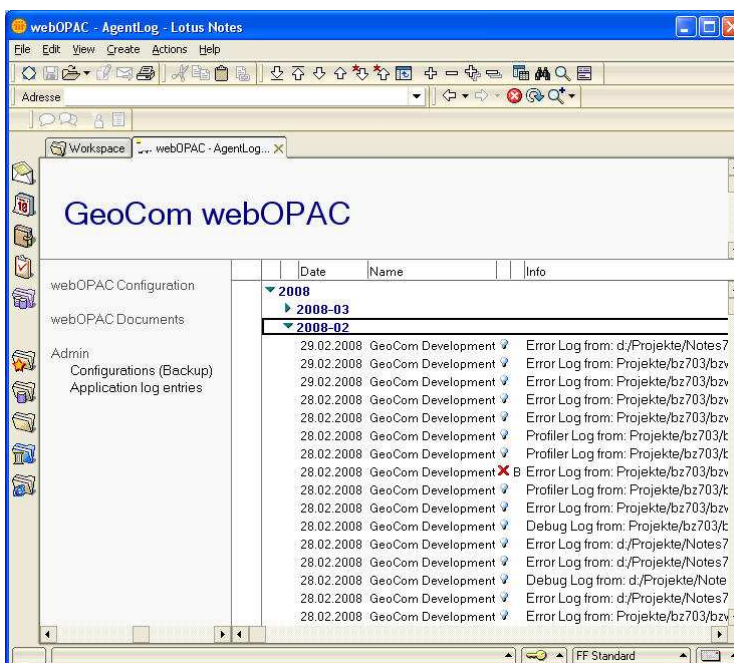 webOPAC - AgentLog - Lotus Notes
File Edit View Create Actions Help
Adresse
Workspace webOPAC - AgentLog...
GeoCom webOPAC
webOPAC Configuration
webOPAC Documents
Admin
Configurations (Backup)
Application log entries
Date Name Info
2008
2008-03
2008-02
29.02.2008 GeoCom Development Error Log from: d:/Projekte/Notes7
29.02.2008 GeoCom Development Error Log from: Projekte/bz703/bzv
29.02.2008 GeoCom Development Error Log from: Projekte/bz703/bzv
28.02.2008 GeoCom Development Error Log from: Projekte/bz703/bzv
28.02.2008 GeoCom Development Error Log from: Projekte/bz703/bzv
28.02.2008 GeoCom Development Profiler Log from: Projekte/bz703/t
28.02.2008 GeoCom Development Profiler Log from: Projekte/bz703/t
28.02.2008 GeoCom Development B Error Log from: Projekte/bz703/bzv
28.02.2008 GeoCom Development Profiler Log from: Projekte/bz703/t
28.02.2008 GeoCom Development Error Log from: Projekte/bz703/bzv
28.02.2008 GeoCom Development Debug Log from: Projekte/bz703/b
28.02.2008 GeoCom Development Error Log from: d:/Projekte/Notes7
28.02.2008 GeoCom Development Error Log from: d:/Projekte/Notes7
28.02.2008 GeoCom Development Debug Log from: d:/Projekte/Note
28.02.2008 GeoCom Development Error Log from: d:/Projekte/Notes7
28.02.2008 GeoCom Development Error Log from: Projekte/bz703/bzv
FF Standard